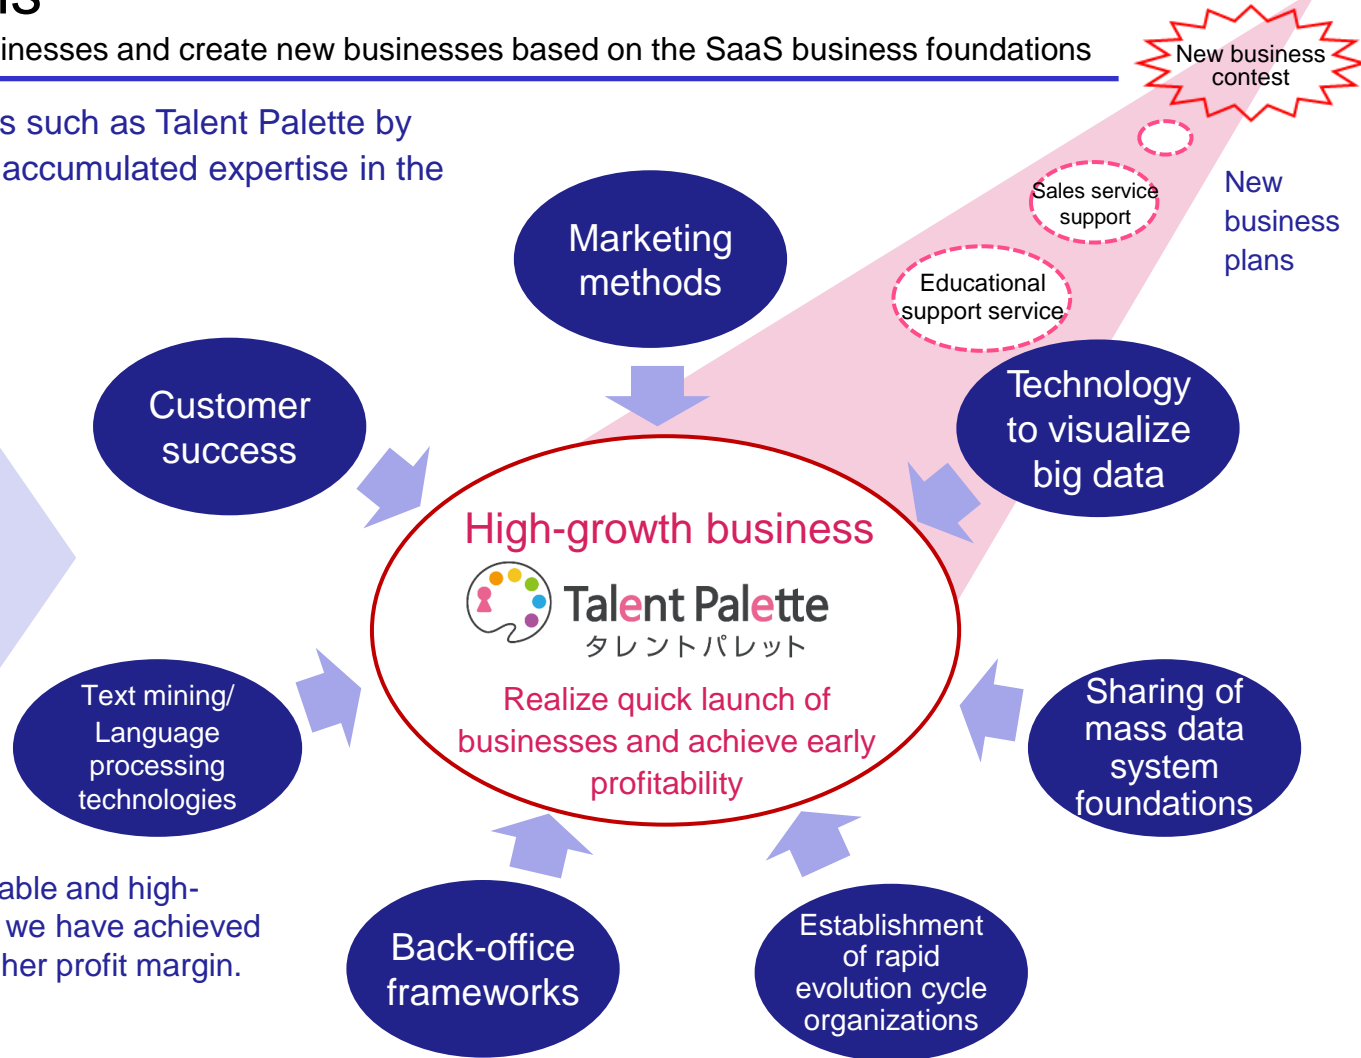 inesses and create new businesses based on the SaaS business foundations
New business
contest
s such as Talent Palette by
accumulated expertise in the
New
business
plans
Sales service
support
Educational
support service
Marketing
methods
Customer
success
Technology
to visualize
big data
High-growth business
Talent Palette
タレントパレット
Realize quick launch of
businesses and achieve early
profitability
Text mining/
Language
processing
technologies
Sharing of
mass data
system
foundations
able and high-
we have achieved
her profit margin.
Back-office
frameworks
Establishment
of rapid
evolution cycle
organizations